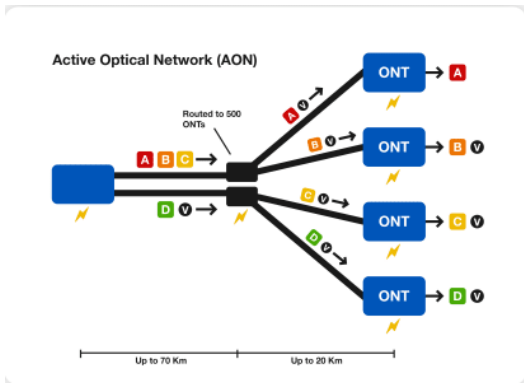 Active Optical Network (AON)
Routed to 500
ONTs
A B C
D v
A v
B v
C v
D v
ONT
A
ONT
B v
ONT
C v
ONT
D v
Up to 70 Km
Up to 20 Km